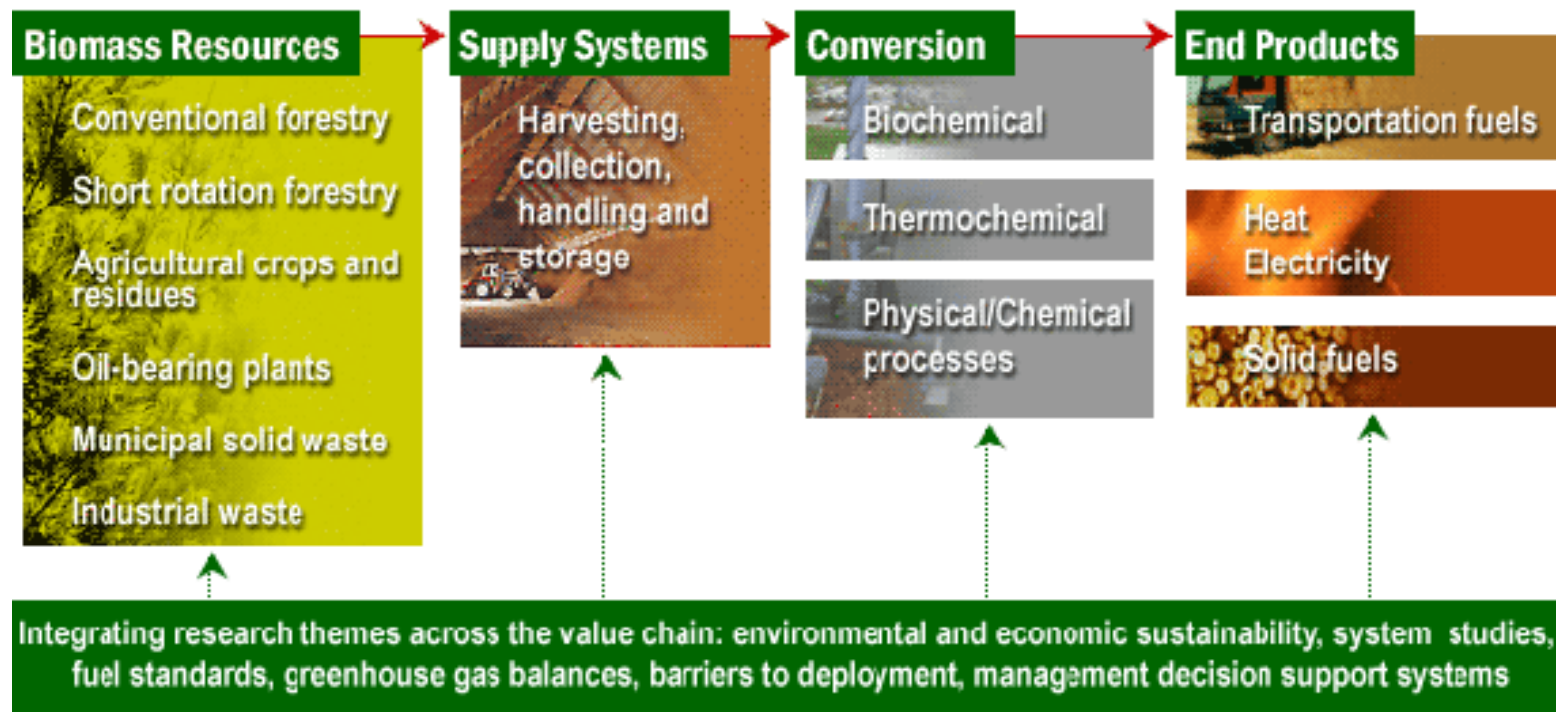 Biomass Resources
Conventional forestry
Short rotation forestry
Agricultural crops and
residues
Oil-bearing plants
Municipal solid waste
Industrial waste
Supply Systems
Harvesting,
collection,
handling and
storage
Conversion
Biochemical
Thermochemical
Physical/Chemical
processes
End Products
Transportation fuels
Heat
Electricity
Solid fuels
Integrating research themes across the value chain: environmental and economic sustainability, system studies,
fuel standards, greenhouse gas balances, barriers to deployment, management decision support systems